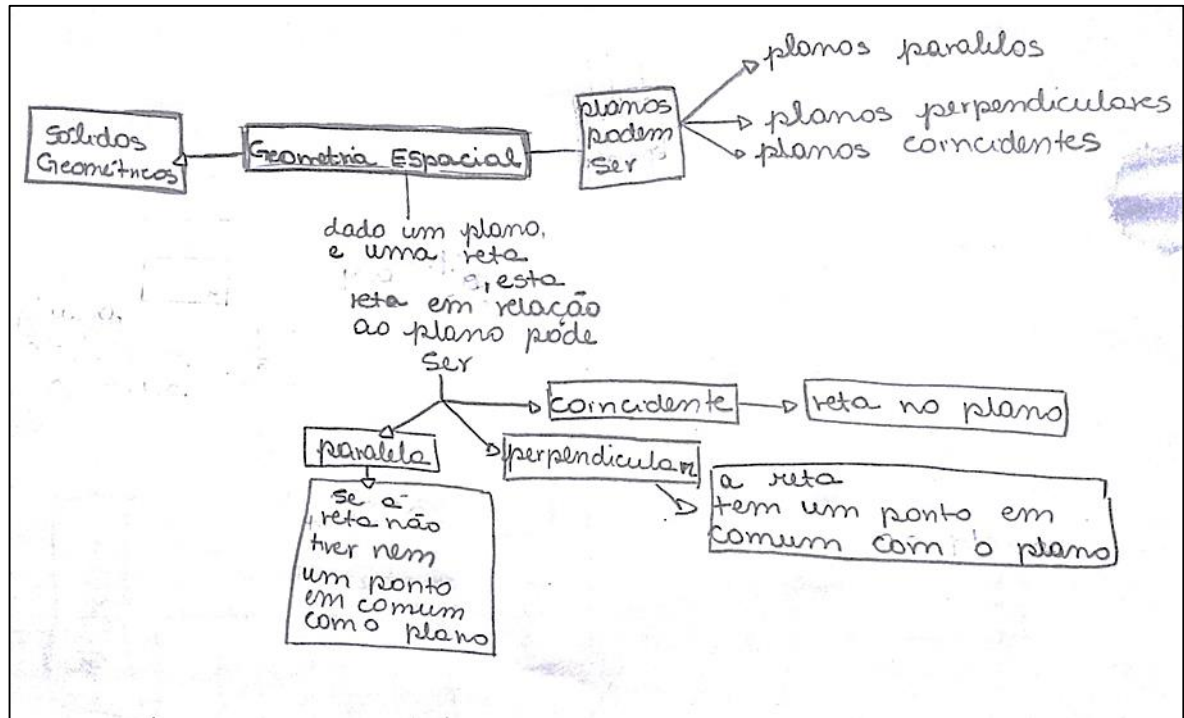 Sólidos
Geométricos
Geometria Espacial
planos
podem
ser
planos paralelos
planos perpendiculares
planos coincidentes
dado um plano,
e uma reta
, esta
reta em relação
ao plano pode
ser
coincidente
reta no plano
paralela
perpendicular
se a
reta não
tiver nem
um ponto
em comum
com o plano
a reta
tem um ponto em
comum com o plano